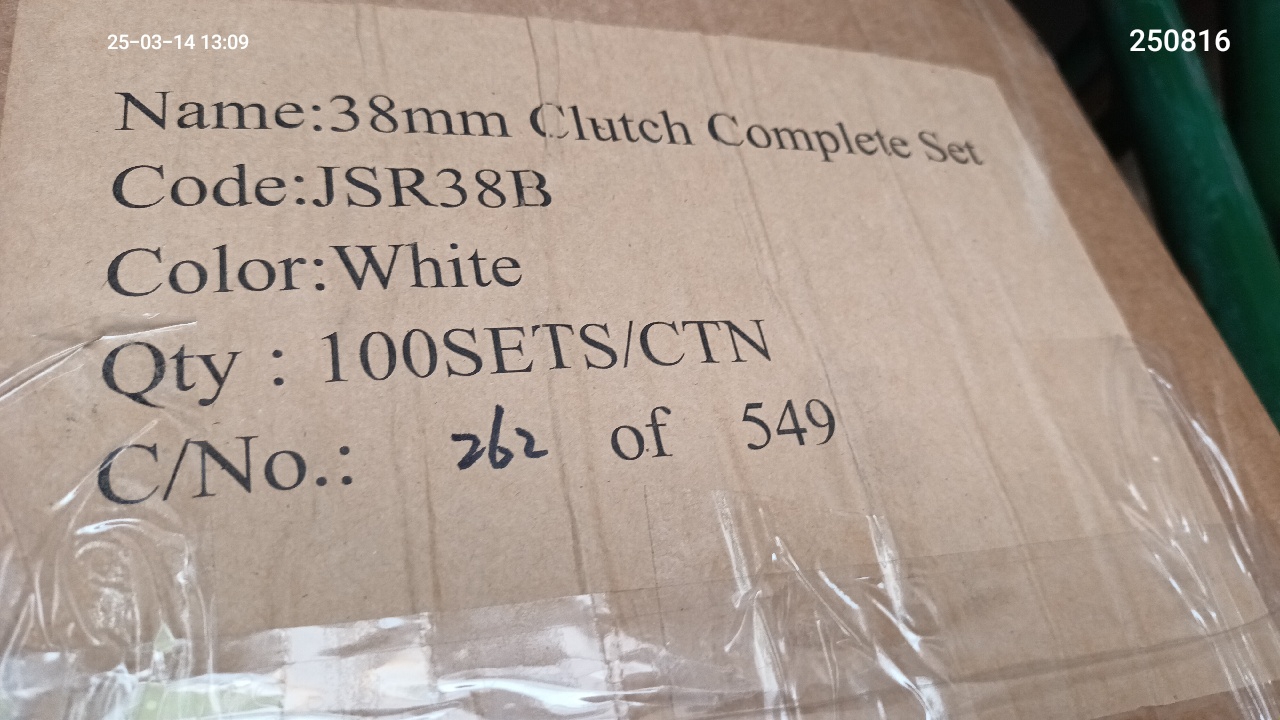 25-03-14 13:09
250816
Name:38mm Clutch Complete Set
Code:JSR38B
Color:White
Qty : 100SETS/CTN
C/No.: 262 of 549